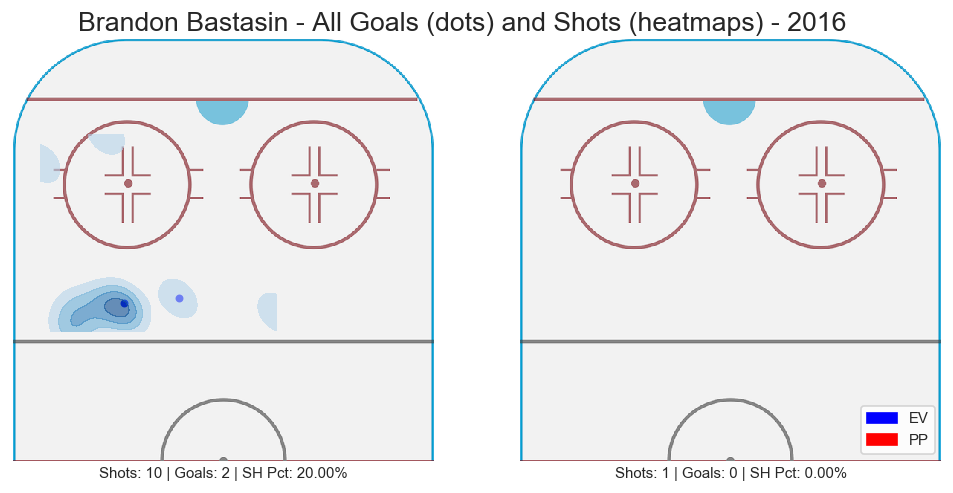 Brandon Bastasin - All Goals (dots) and Shots (heatmaps) - 2016
EV
PP
Shots: 10 | Goals: 2 | SH Pct: 20.00%
Shots: 1 | Goals: 0 | SH Pct: 0.00%